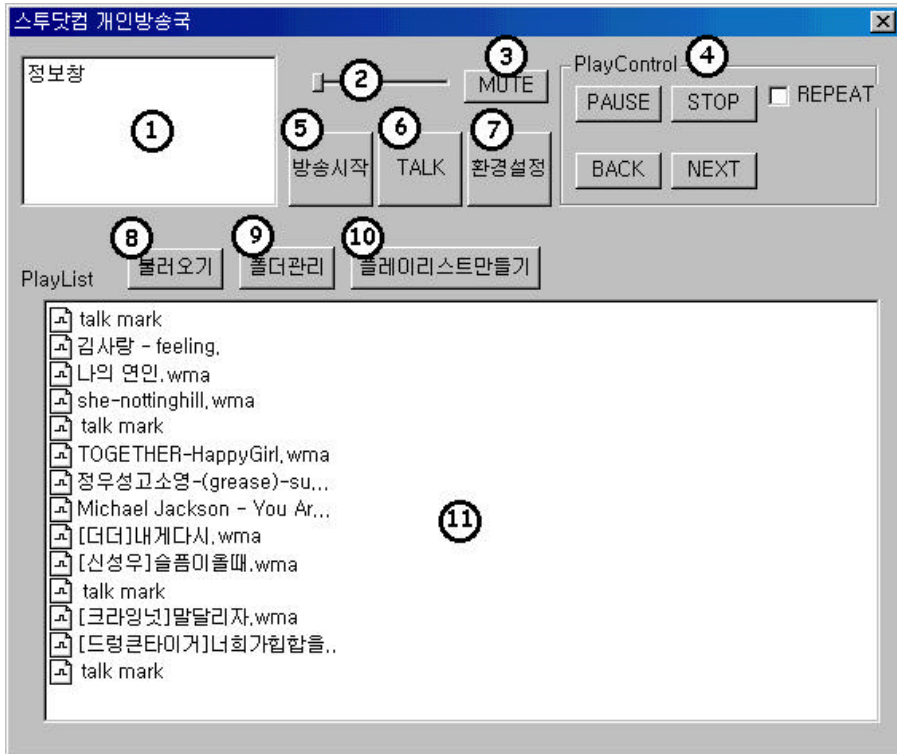 스투닷컴 개인방송국
정보창
1
2
3
MUTE
PlayControl
4
PAUSE
STOP
REPEAT
BACK
NEXT
5
방송시작
6
TALK
7
환경설정
PlayList
8
불러오기
9
폴더관리
10
플레이리스트만들기
talk mark
김사랑 - feeling,
나의 연인.wma
she-nottinghill.wma
talk mark
TOGETHER-HappyGirl.wma
정우성고소영-(grease)-su...
Michael Jackson - You Ar...
[더더]내게다시.wma
[신성우]슬픔이올때.wma
talk mark
[크라잉넛]말달리자.wma
[드렁큰타이거]너희가힙합을..
talk mark
11